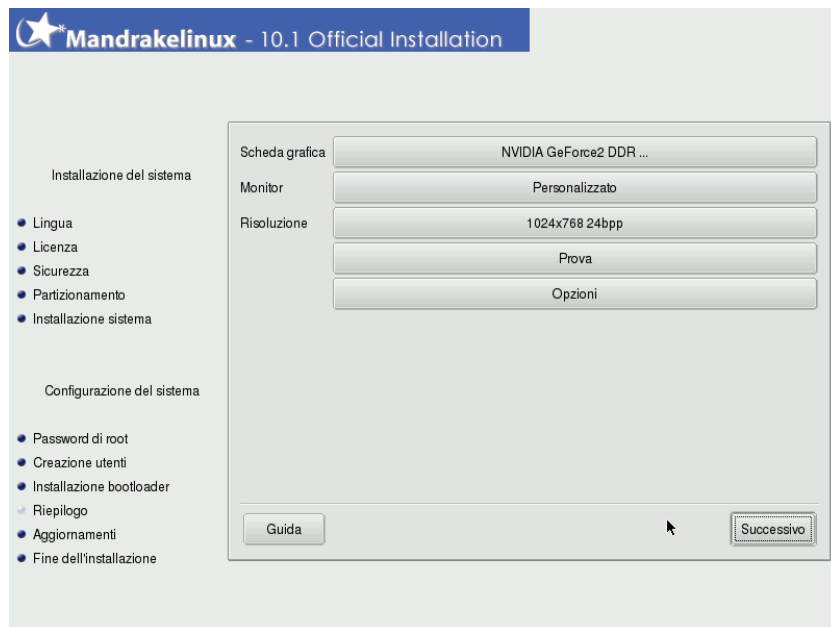 Mandrakelinux - 10.1 Official Installation
Installazione del sistema
Lingua
Licenza
Sicurezza
Partizionamento
Installazione sistema
Configurazione del sistema
Password di root
Creazione utenti
Installazione bootloader
Riepilogo
Aggiornamenti
Fine dell'installazione
Scheda grafica NVIDIA GeForce2 DDR ...
Monitor Personalizzato
Risoluzione 1024x768 24bpp
Prova
Opzioni
Guida Successivo